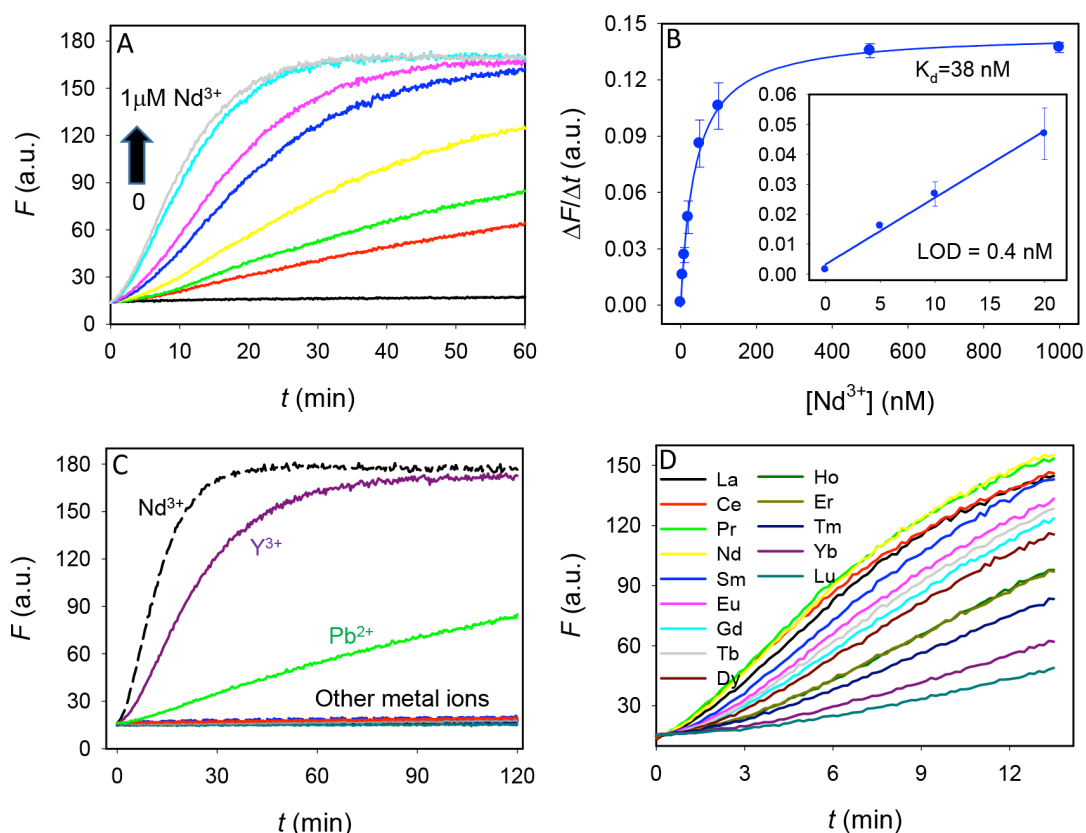 A
F (a.u.)
180
150
120
90
60
30
0
1μM Nd³⁺
0
0 10 20 30 40 50 60
t (min)
B
ΔF/Δt (a.u.)
0.15
0.12
0.09
0.06
0.03
0.00
K_d=38 nM
0.06
0.05
0.04
0.03
0.02
0.01
0.00
LOD = 0.4 nM
0 5 10 15 20
0 200 400 600 800 1000
[Nd³⁺] (nM)
C
F (a.u.)
180
150
120
90
60
30
0
Nd³⁺
Y³⁺
Pb²⁺
Other metal ions
0 30 60 90 120
t (min)
D
F (a.u.)
150
120
90
60
30
La
Ce
Pr
Nd
Sm
Eu
Gd
Tb
Dy
Ho
Er
Tm
Yb
Lu
0 3 6 9 12
t (min)